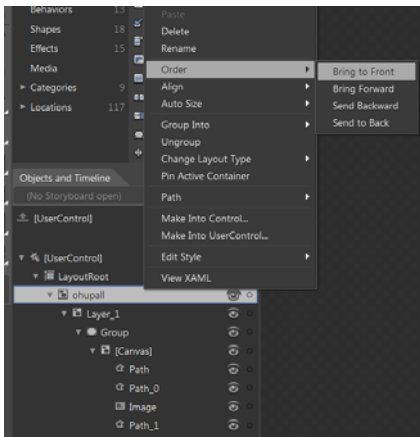 Behaviors 13
Shapes 18
Effects 15
Media
Categories 9
Locations 117
Paste
Delete
Rename
Order
Align
Auto Size
Group Into
Ungroup
Change Layout Type
Pin Active Container
Path
Make Into Control...
Make Into UserControl...
Edit Style
View XAML
Bring to Front
Bring Forward
Send Backward
Send to Back
Objects and Timeline
(No Storyboard open)
[UserControl]
[UserControl]
LayoutRoot
ohupall
Layer_1
Group
[Canvas]
Path
Path_0
Image
Path_1